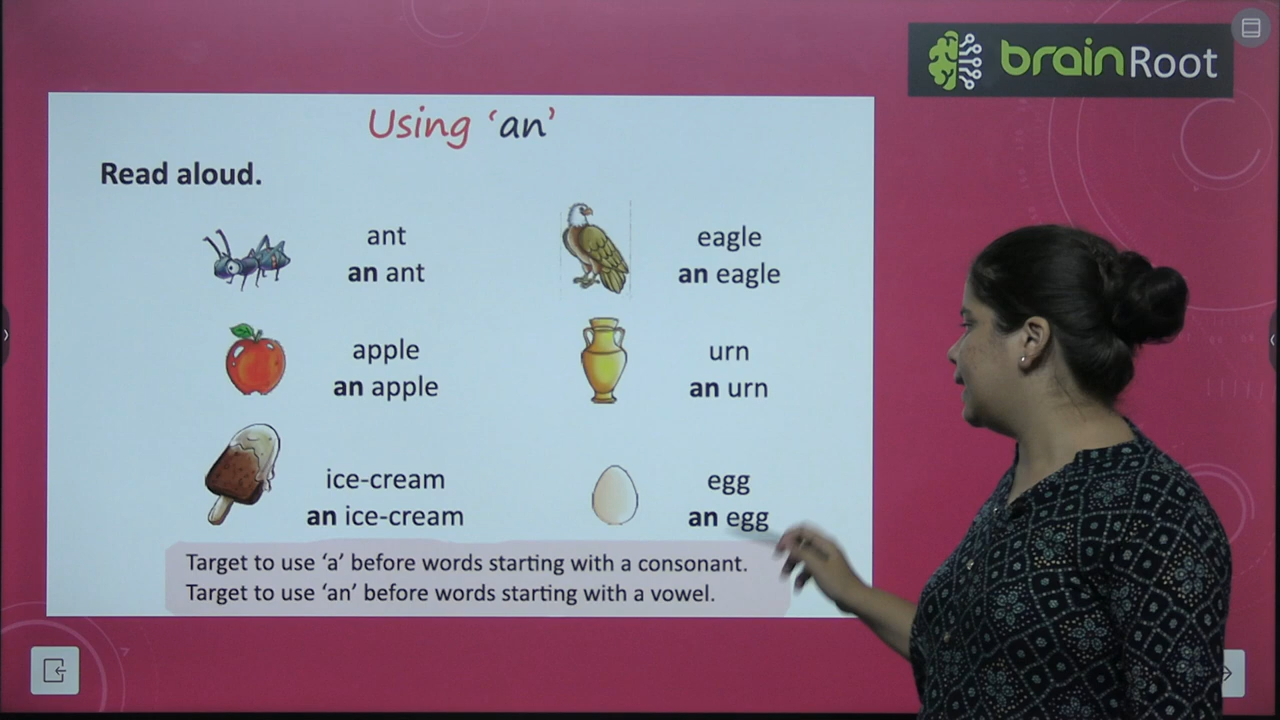 brainRoot
Using ‘an’
Read aloud.
ant
an ant
eagle
an eagle
apple
an apple
urn
an urn
ice-cream
an ice-cream
egg
an egg
Target to use ‘a’ before words starting with a consonant.
Target to use ‘an’ before words starting with a vowel.